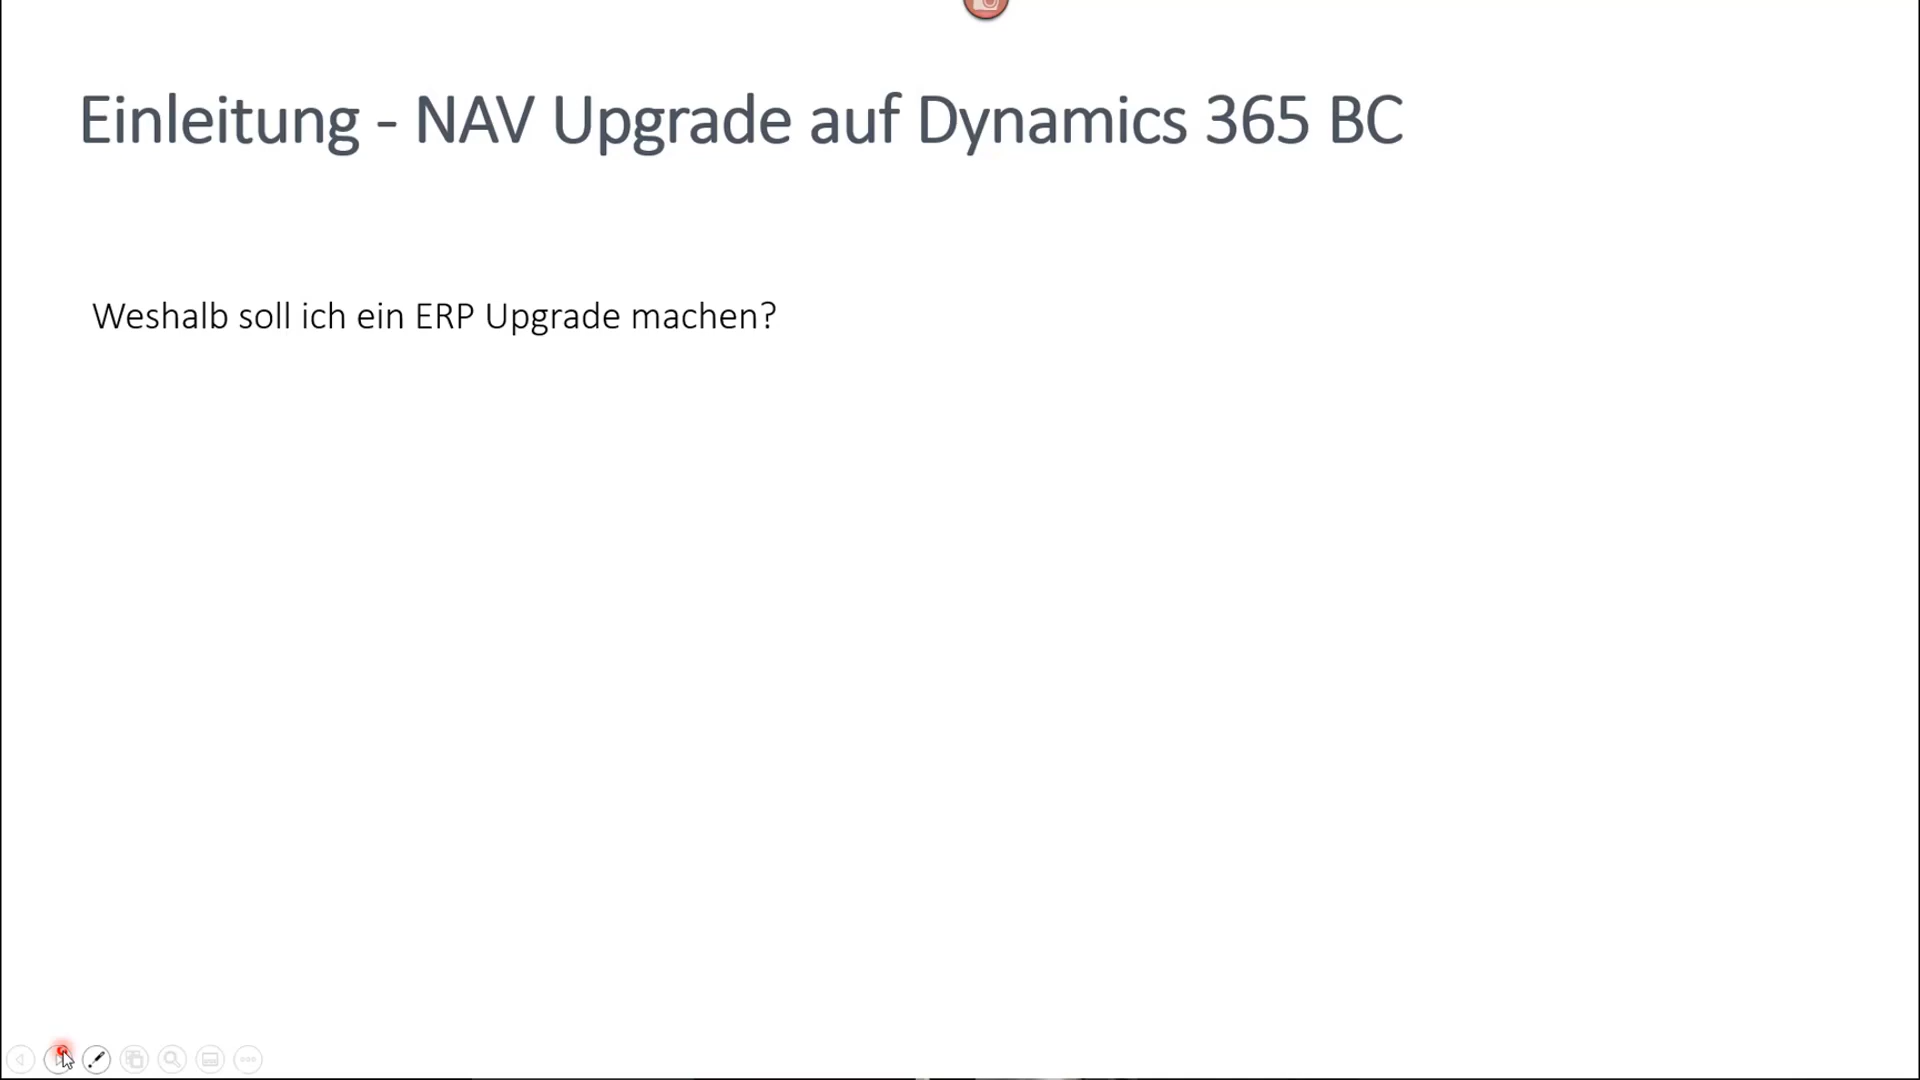 Einleitung - NAV Upgrade auf Dynamics 365 BC
Weshalb soll ich ein ERP Upgrade machen?